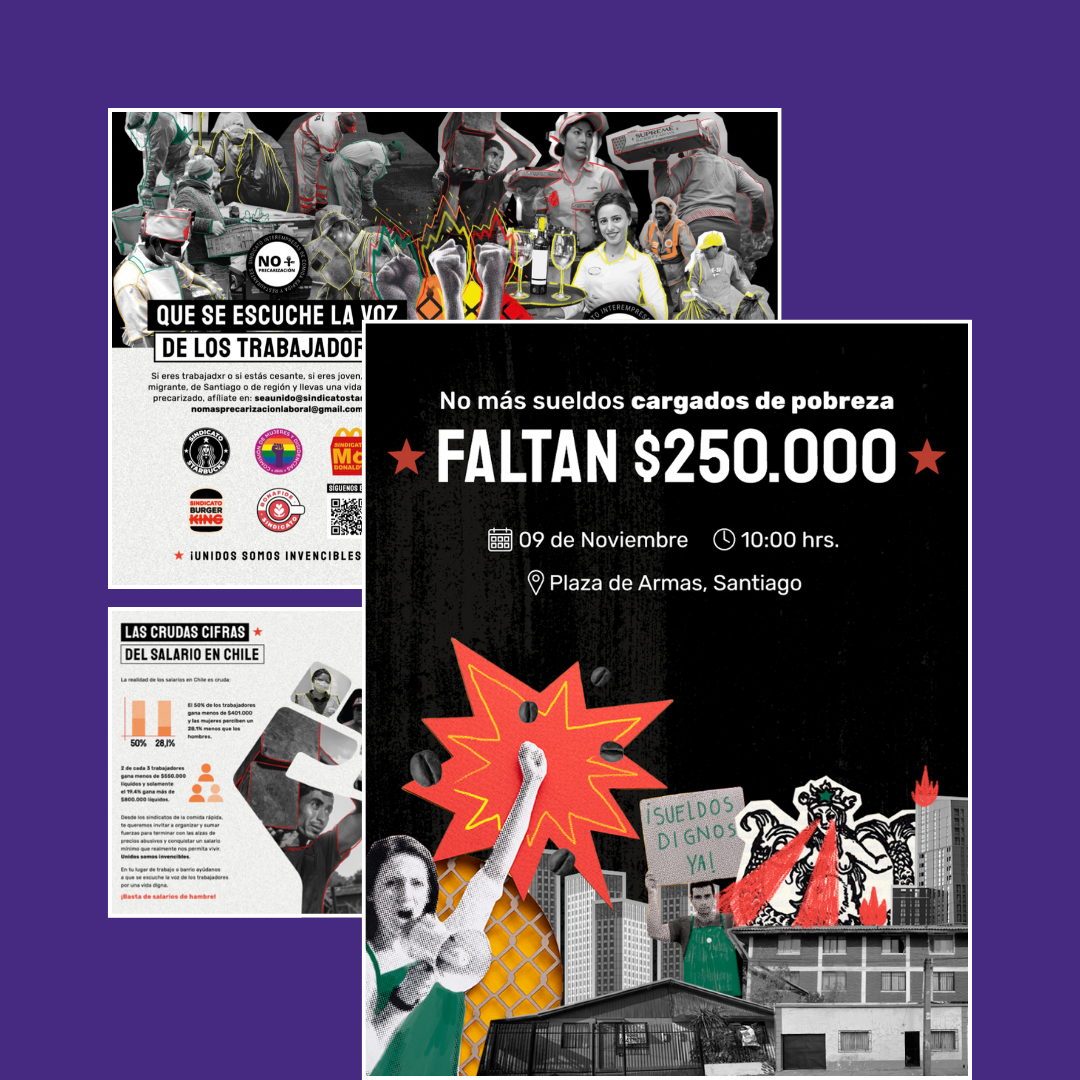 SUPREME
NO+
PRECARIZACIÓN
QUE SE ESCUCHE LA VOZ
DE LOS TRABAJADOR
Si eres trabajadxr o si estás cesante, si eres joven,
migrante, de Santiago o de región y llevas una vida
precarizado, afíliate en: seaunido@sindicatostar
nomasprecarizacionlaboral@gmail.com
SINDICATO
STARBUCKS
SINDICATO
BURGER
KING
BONAFIDE
SINDICATO
SINDICAT
Mc
DONALD'
SÍGUENOS E
¡UNIDOS SOMOS INVENCIBLES
LAS CRUDAS CIFRAS
DEL SALARIO EN CHILE
La realidad de los salarios en Chile es cruda:
50% 28,1%
El 50% de los trabajadores
gana menos de $401.000
y las mujeres perciben un
28,1% menos que los
hombres.
2 de cada 3 trabajadores
gana menos de $550.000
líquidos y solamente
el 19,4% gana más de
$800.000 líquidos.
Desde los sindicatos de la comida rápida,
te queremos invitar a organizar y sumar
fuerzas para terminar con las alzas de
precios abusivos y conquistar un salario
mínimo que realmente nos permita vivir.
Unidos somos invencibles.
En tu lugar de trabajo o barrio ayúdenos
a que se escuche la voz de los trabajadores
por una vida digna.
¡Basta de salarios de hambre!
No más sueldos cargados de pobreza
FALTAN $250.000
09 de Noviembre 10:00 hrs.
Plaza de Armas, Santiago
¡SUELDOS
DIGNOS
YA!